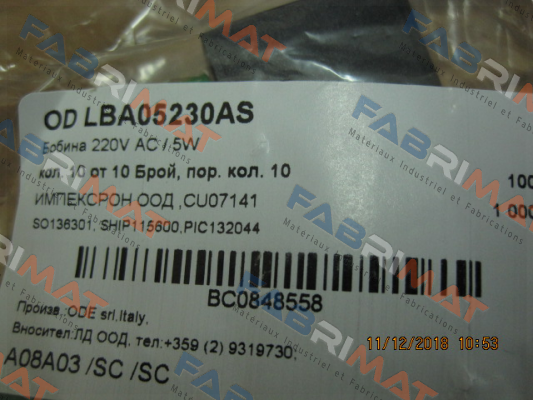 OD LBA05230AS
Бобина 220V AC / 5W
кол. 10 от 10 Брой, пор. кол. 10
100
ИМПЕКСРОН ООД ,CU07141
1 000
SO136301, SHIP115600,PIC132044
BC0848558
Произв.:ODE srl,Italy.
Вносител:ЛД ООД. тел:+359 (2) 9319730;
11/12/2018 10:53
A08A03 /SC /SC
FABRIMAT
Matériel Industriel et Fabrications